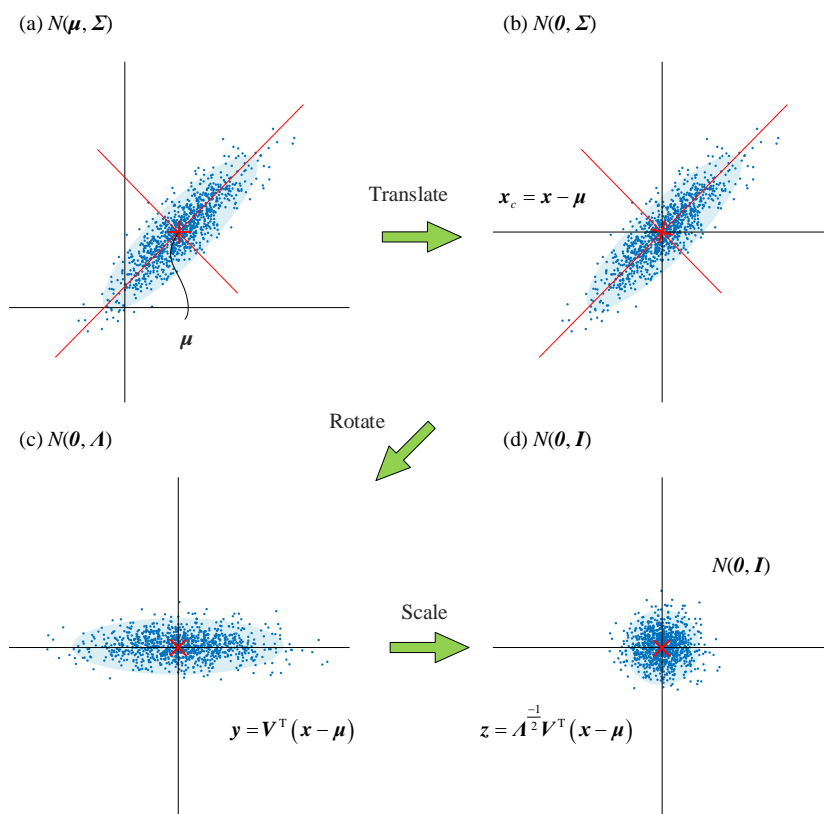 (a) N(μ, Σ)
(b) N(0, Σ)
Translate
x_c = x − μ
μ
Rotate
(c) N(0, Λ)
(d) N(0, I)
N(0, I)
Scale
y = V^T (x − μ)
z = Λ^(-1/2) V^T (x − μ)